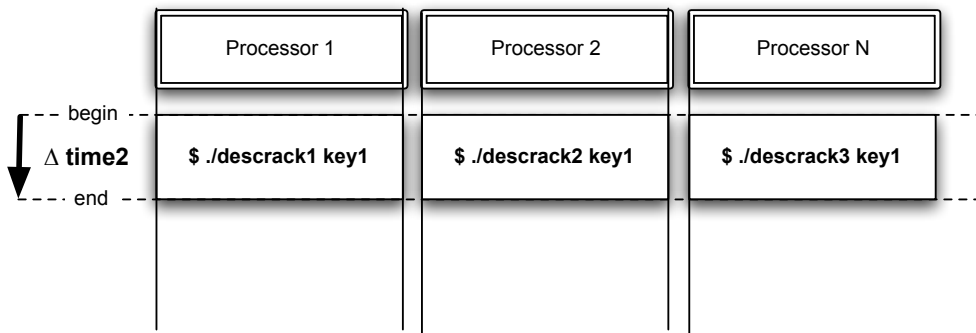 Processor 1
Processor 2
Processor N
begin
Δ time2
$ ./descrack1 key1
$ ./descrack2 key1
$ ./descrack3 key1
end